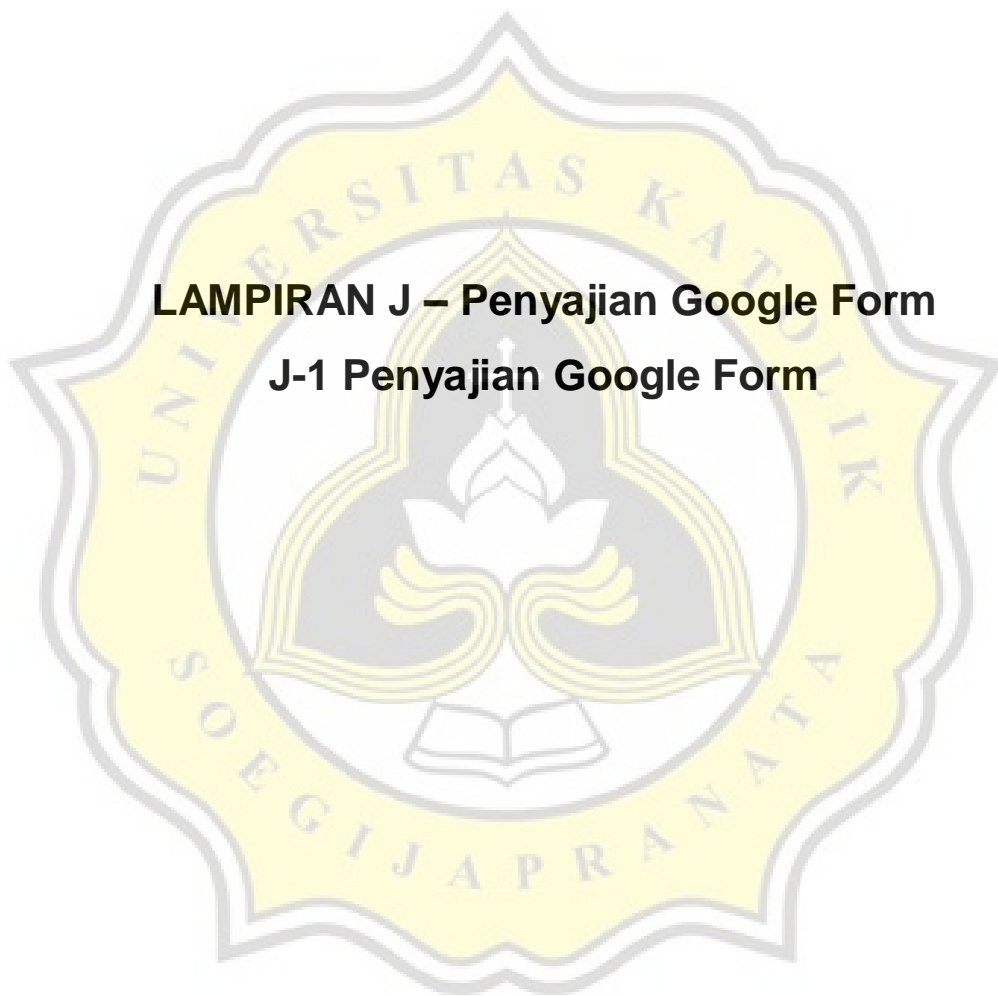 UNIVERSITAS KATOLIK
LAMPIRAN J – Penyajian Google Form
J-1 Penyajian Google Form
SOEGIJAPRANATA